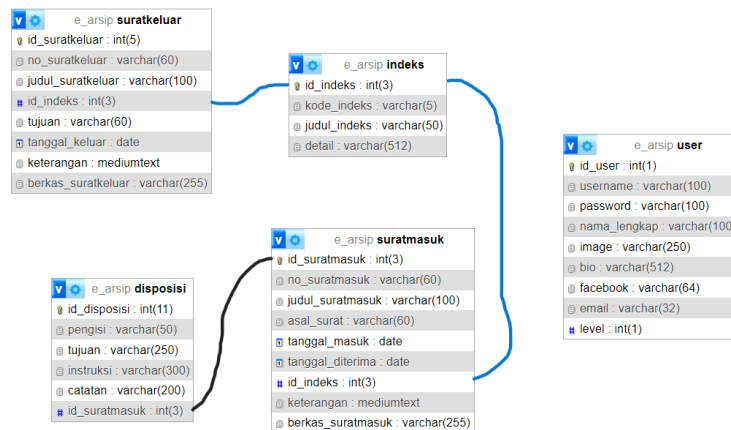 v e_arsip suratkeluar
id_suratkeluar : int(5)
no_suratkeluar : varchar(60)
judul_suratkeluar : varchar(100)
# id_indeks : int(3)
tujuan : varchar(60)
tanggal_keluar : date
keterangan : mediumtext
berkas_suratkeluar : varchar(255)
v e_arsip indeks
id_indeks : int(3)
kode_indeks : varchar(5)
judul_indeks : varchar(50)
detail : varchar(512)
v e_arsip user
id_user : int(1)
username : varchar(100)
password : varchar(100)
nama_lengkap : varchar(100
image : varchar(250)
bio : varchar(512)
facebook : varchar(64)
email : varchar(32)
# level : int(1)
v e_arsip suratmasuk
id_suratmasuk : int(3)
no_suratmasuk : varchar(60)
judul_suratmasuk : varchar(100)
asal_surat : varchar(60)
tanggal_masuk : date
tanggal_diterima : date
# id_indeks : int(3)
keterangan : mediumtext
berkas_suratmasuk : varchar(255)
v e_arsip disposisi
id_disposisi : int(11)
pengisi : varchar(50)
tujuan : varchar(250)
instruksi : varchar(300)
catatan : varchar(200)
# id_suratmasuk : int(3)